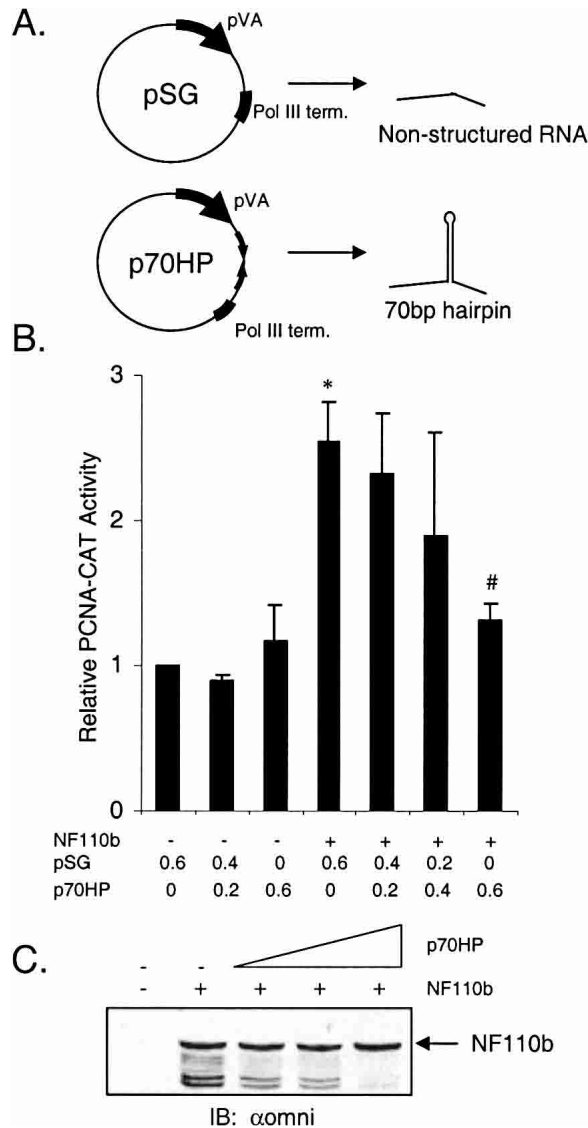 A.
pVA
pSG
Pol III term.
Non-structured RNA
pVA
p70HP
Pol III term.
70bp hairpin
B.
Relative PCNA-CAT Activity
3
2
1
0
*
#
NF110b - - - + + + +
pSG 0.6 0.4 0 0.6 0.4 0.2 0
p70HP 0 0.2 0.6 0 0.2 0.4 0.6
C.
- - p70HP
- + + + + NF110b
NF110b
IB: αomni